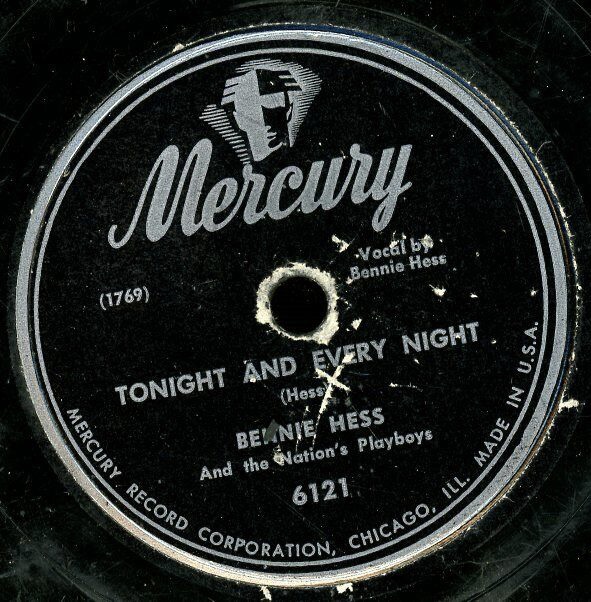 Mercury
Vocal by
Bennie Hess
(1769)
TONIGHT AND EVERY NIGHT
(Hess)
BENNIE HESS
And the Nation's Playboys
6121
MERCURY RECORD CORPORATION, CHICAGO, ILL. MADE IN U.S.A.